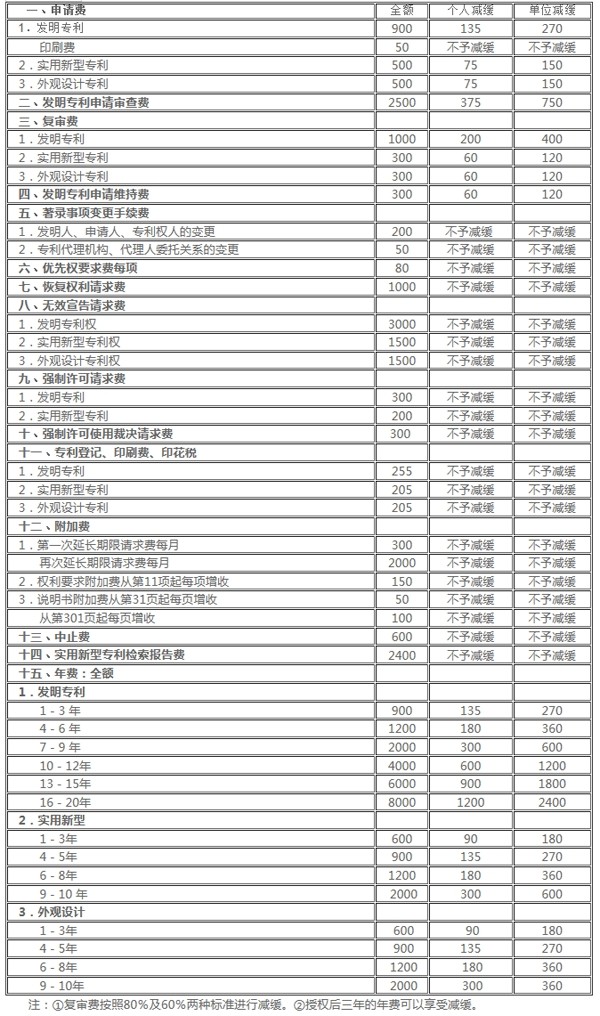 一、申请费 全额 个人减缓 单位减缓
1．发明专利 900 135 270
印刷费 50 不予减缓 不予减缓
2．实用新型专利 500 75 150
3．外观设计专利 500 75 150
二、发明专利申请审查费 2500 375 750
三、复审费
1．发明专利 1000 200 400
2．实用新型专利 300 60 120
3．外观设计专利 300 60 120
四、发明专利申请维持费 300 60 120
五、著录事项变更手续费
1．发明人、申请人、专利权人的变更 200 不予减缓 不予减缓
2．专利代理机构、代理人委托关系的变更 50 不予减缓 不予减缓
六、优先权要求费每项 80 不予减缓 不予减缓
七、恢复权利请求费 1000 不予减缓 不予减缓
八、无效宣告请求费
1．发明专利权 3000 不予减缓 不予减缓
2．实用新型专利权 1500 不予减缓 不予减缓
3．外观设计专利权 1500 不予减缓 不予减缓
九、强制许可请求费
1．发明专利 300 不予减缓 不予减缓
2．实用新型专利 200 不予减缓 不予减缓
十、强制许可使用裁决请求费 300 不予减缓 不予减缓
十一、专利登记、印刷费、印花税
1．发明专利 255 不予减缓 不予减缓
2．实用新型专利 205 不予减缓 不予减缓
3．外观设计专利 205 不予减缓 不予减缓
十二、附加费
1．第一次延长期限请求费每月 300 不予减缓 不予减缓
再次延长期限请求费每月 2000 不予减缓 不予减缓
2．权利要求附加费从第11项起每项增收 150 不予减缓 不予减缓
3．说明书附加费从第31页起每页增收 50 不予减缓 不予减缓
从第301页起每页增收 100 不予减缓 不予减缓
十三、中止费 600 不予减缓 不予减缓
十四、实用新型专利检索报告费 2400 不予减缓 不予减缓
十五、年费：全额
1．发明专利
1 - 3 年 900 135 270
4 - 6 年 1200 180 360
7 - 9 年 2000 300 600
10 - 12年 4000 600 1200
13 - 15年 6000 900 1800
16 - 20年 8000 1200 2400
2．实用新型
1 - 3年 600 90 180
4 - 5年 900 135 270
6 - 8年 1200 180 360
9 - 10 年 2000 300 600
3．外观设计
1 - 3年 600 90 180
4 - 5年 900 135 270
6 - 8年 1200 180 360
9 - 10年 2000 300 360
注：①复审费按照80%及60%两种标准进行减缓。②授权后三年的年费可以享受减缓。